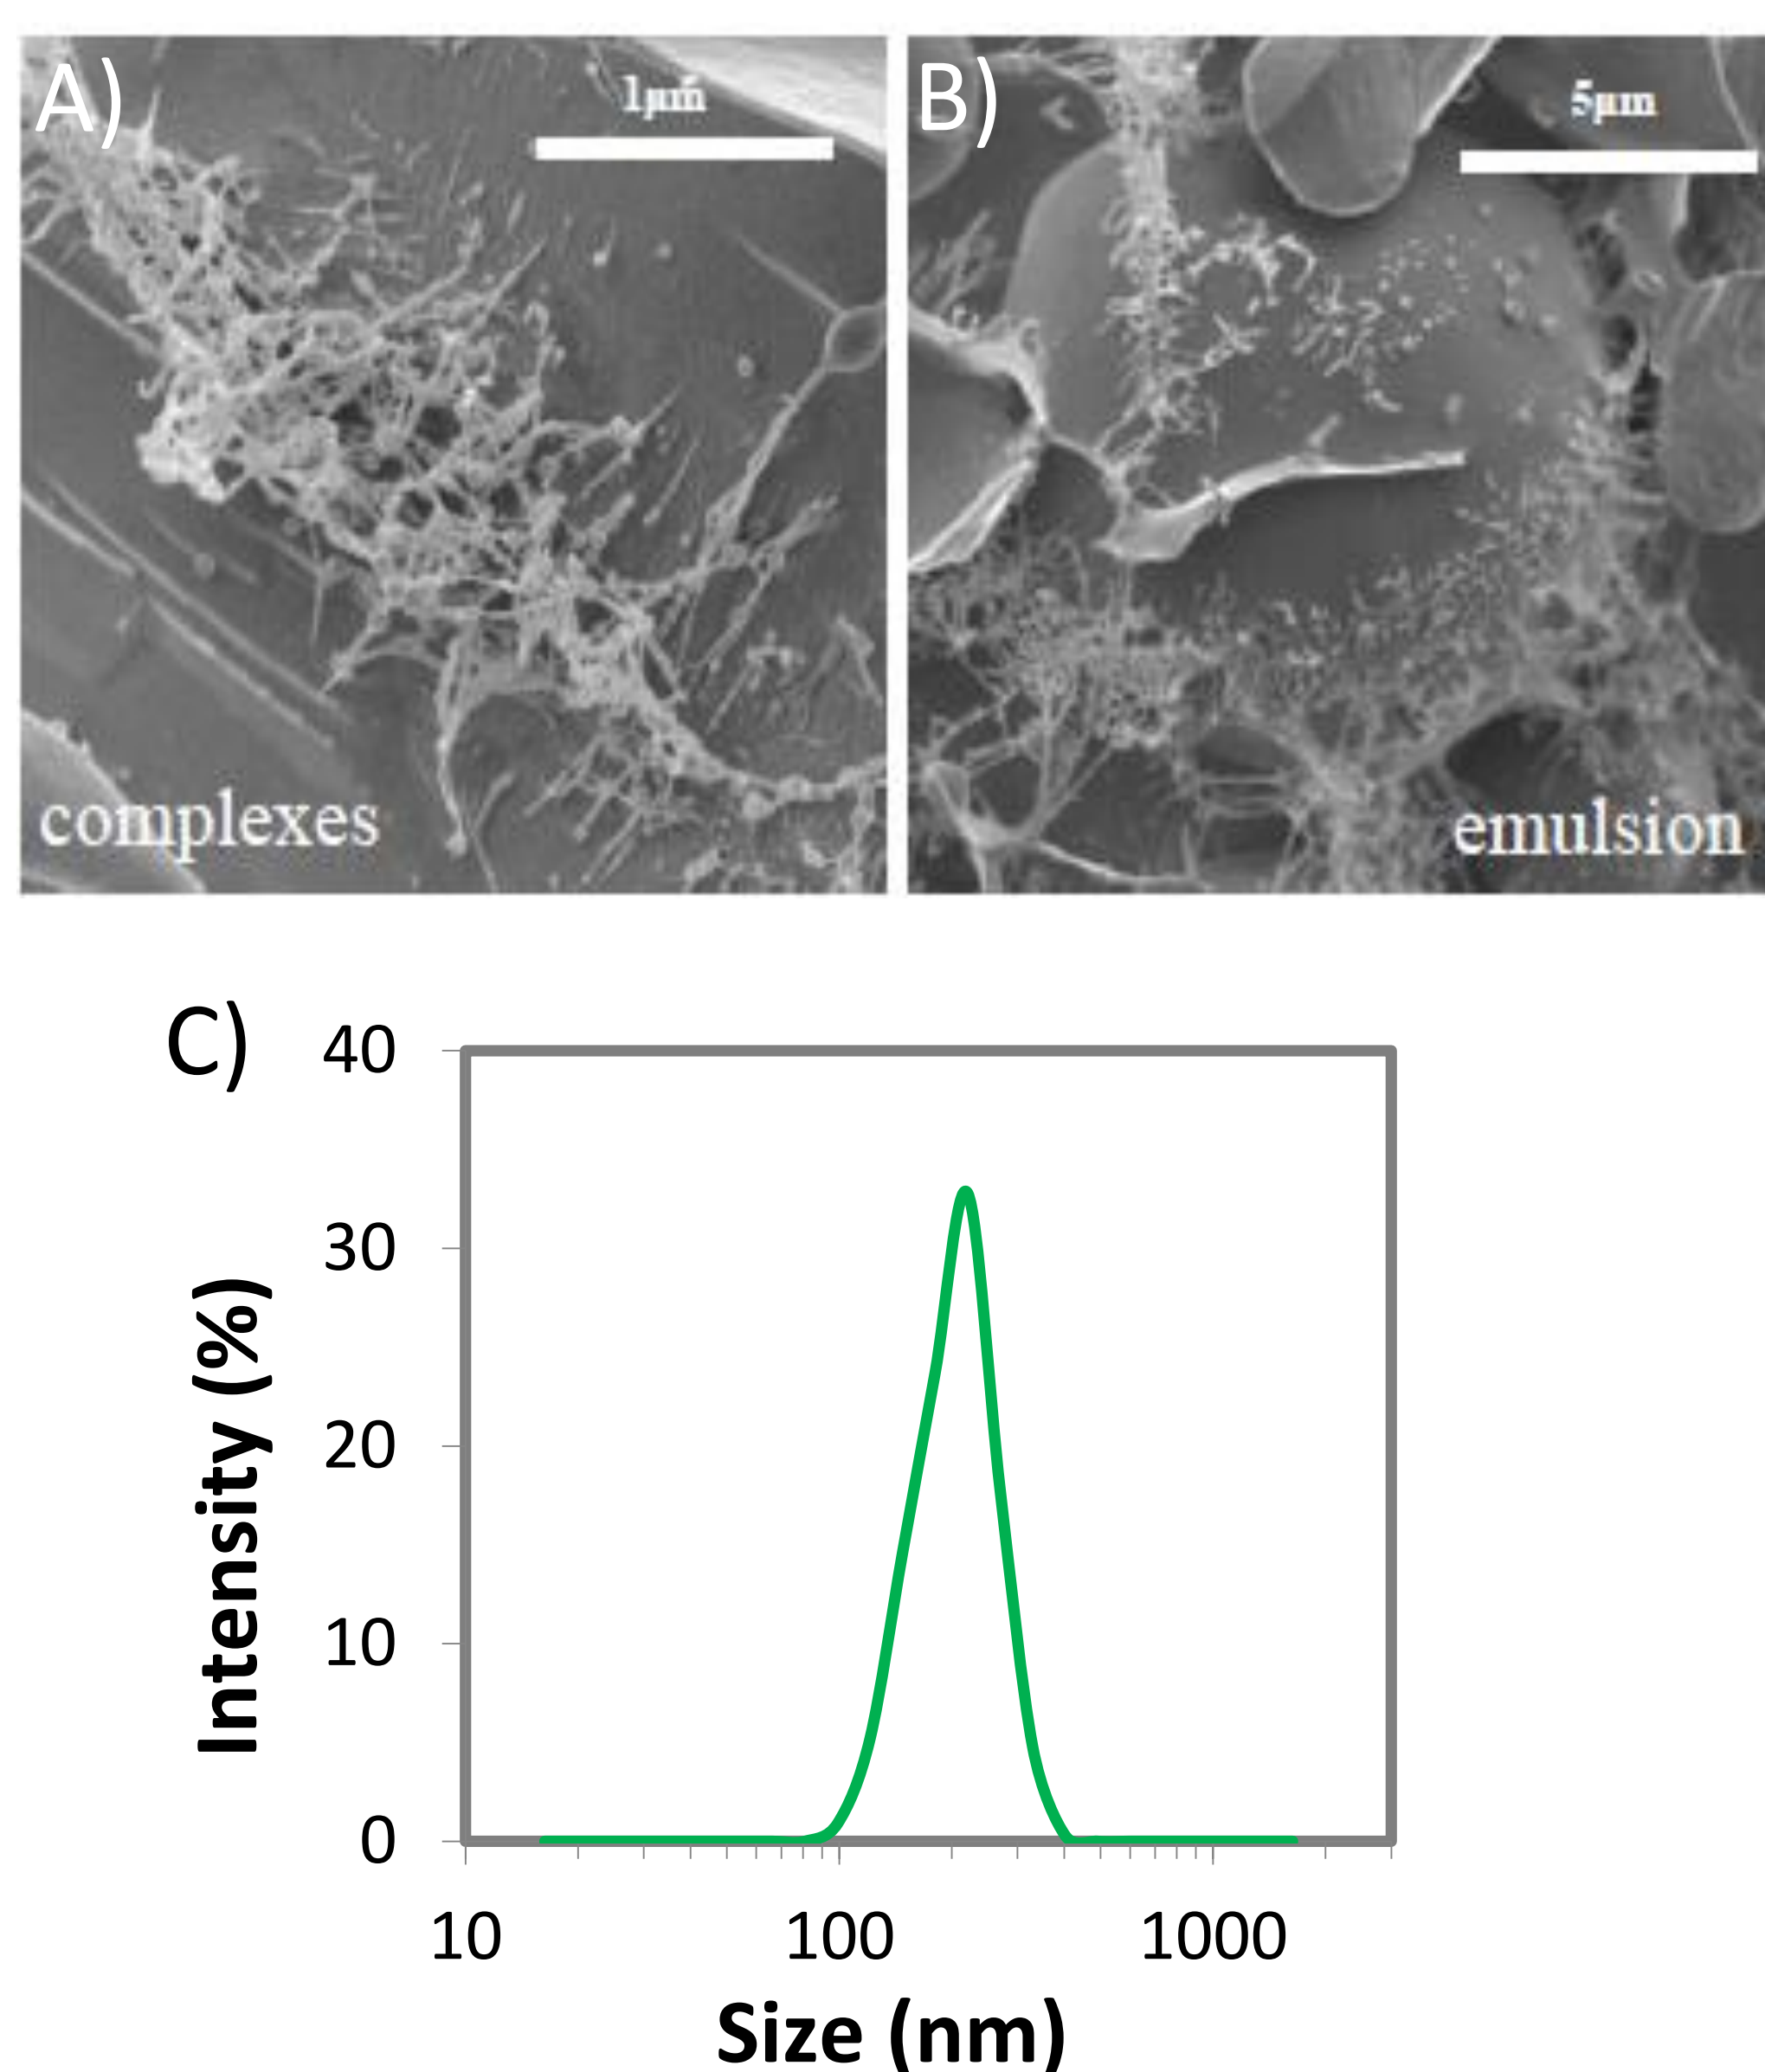 A)
1μm
complexes
B)
5μm
emulsion
C)
40
30
20
10
0
Intensity (%)
10 100 1000
Size (nm)